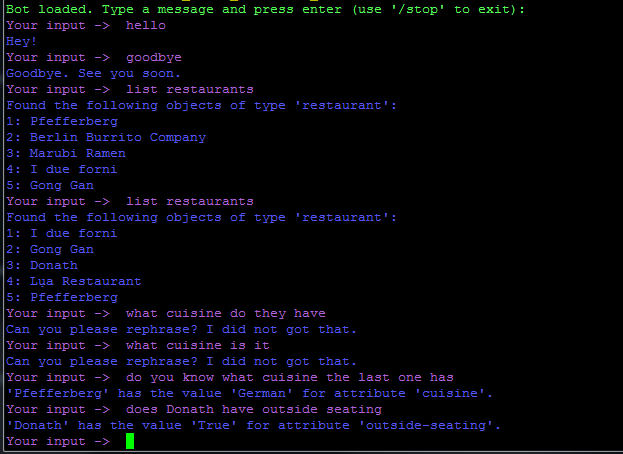 Bot loaded. Type a message and press enter (use '/stop' to exit):
Your input ->  hello
Hey!
Your input ->  goodbye
Goodbye. See you soon.
Your input ->  list restaurants
Found the following objects of type 'restaurant':
1: Pfefferberg
2: Berlin Burrito Company
3: Marubi Ramen
4: I due forni
5: Gong Gan
Your input ->  list restaurants
Found the following objects of type 'restaurant':
1: I due forni
2: Gong Gan
3: Donath
4: Lụa Restaurant
5: Pfefferberg
Your input ->  what cuisine do they have
Can you please rephrase? I did not got that.
Your input ->  what cuisine is it
Can you please rephrase? I did not got that.
Your input ->  do you know what cuisine the last one has
'Pfefferberg' has the value 'German' for attribute 'cuisine'.
Your input ->  does Donath have outside seating
'Donath' has the value 'True' for attribute 'outside-seating'.
Your input ->